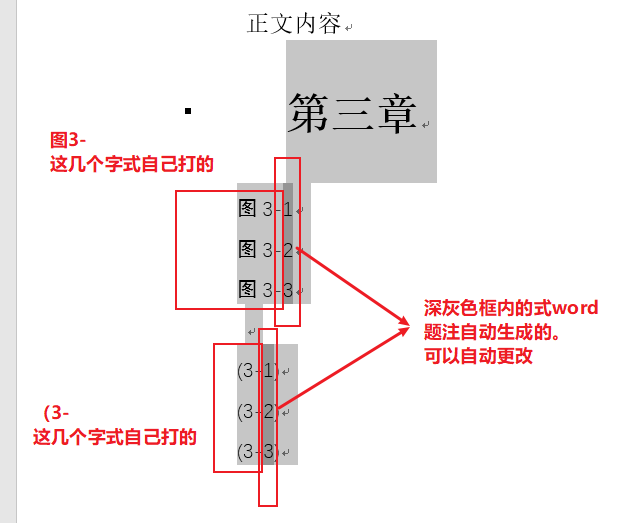 正文内容
第三章
图3-
这几个字式自己打的
图 3-1
图 3-2
图 3-3
深灰色框内的式word
题注自动生成的。
可以自动更改
(3-1)
(3-2)
(3-3)
（3-
这几个字式自己打的